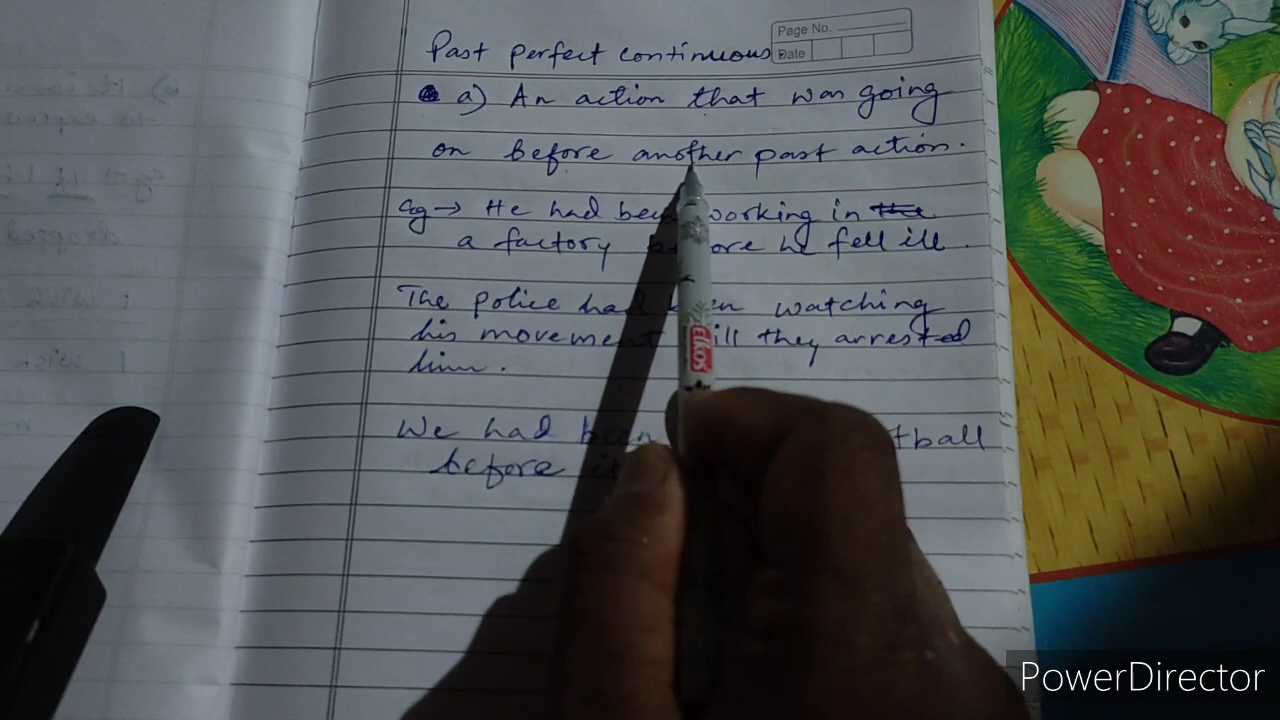 Page No.
Date
Past perfect continuous
a) An action that was going
on before another past action.
eg → He had been working in the
a factory before he fell ill.
The police had been watching
his movement till they arrested
him.
We had been
before
Elkos
PowerDirector